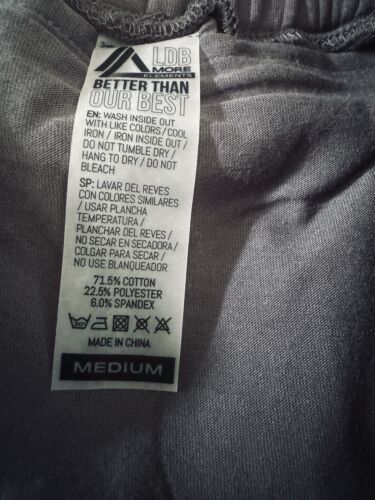 LDB
MORE
ELEMENTS
BETTER THAN
OUR BEST
EN: WASH INSIDE OUT
WITH LIKE COLORS / COOL
IRON / IRON INSIDE OUT /
DO NOT TUMBLE DRY /
HANG TO DRY / DO NOT
BLEACH
SP: LAVAR DEL REVES
CON COLORES SIMILARES
/ USAR PLANCHA
TEMPERATURA /
PLANCHAR DEL REVES /
NO SECAR EN SECADORA /
COLGAR PARA SECAR /
NO USE BLANQUEADOR
71.5% COTTON
22.5% POLYESTER
6.0% SPANDEX
30°
MADE IN CHINA
MEDIUM